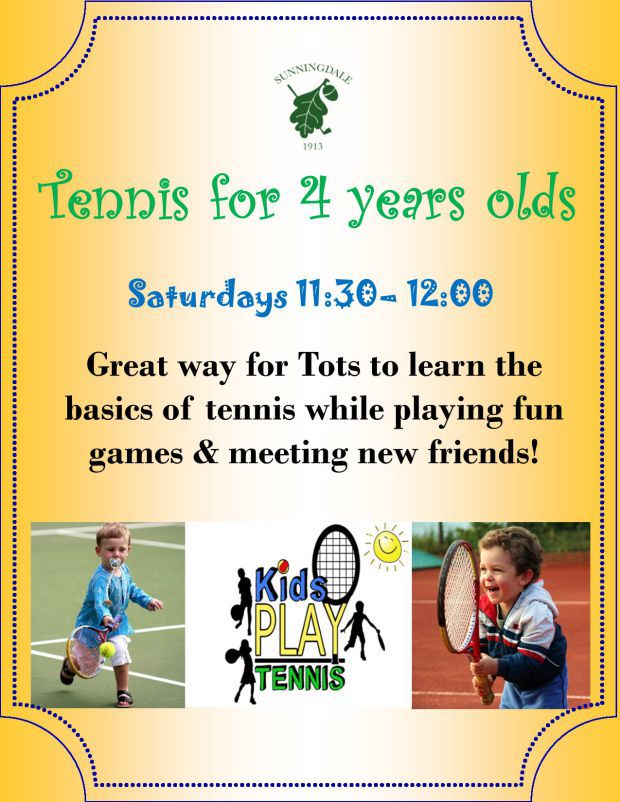 SUNNINGDALE
1913
Tennis for 4 years olds
Saturdays 11:30- 12:00
Great way for Tots to learn the
basics of tennis while playing fun
games & meeting new friends!
Kids
PLAY
TENNIS